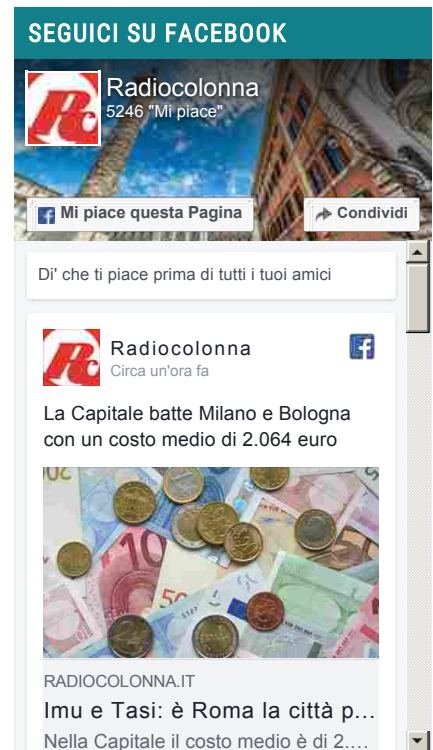 SEGUICI SU FACEBOOK
Radiocolonna
5246 "Mi piace"
Mi piace questa Pagina
Condividi
Di' che ti piace prima di tutti i tuoi amici
Radiocolonna
Circa un'ora fa
La Capitale batte Milano e Bologna
con un costo medio di 2.064 euro
RADIOCOLONNA.IT
Imu e Tasi: è Roma la città p...
Nella Capitale il costo medio è di 2....